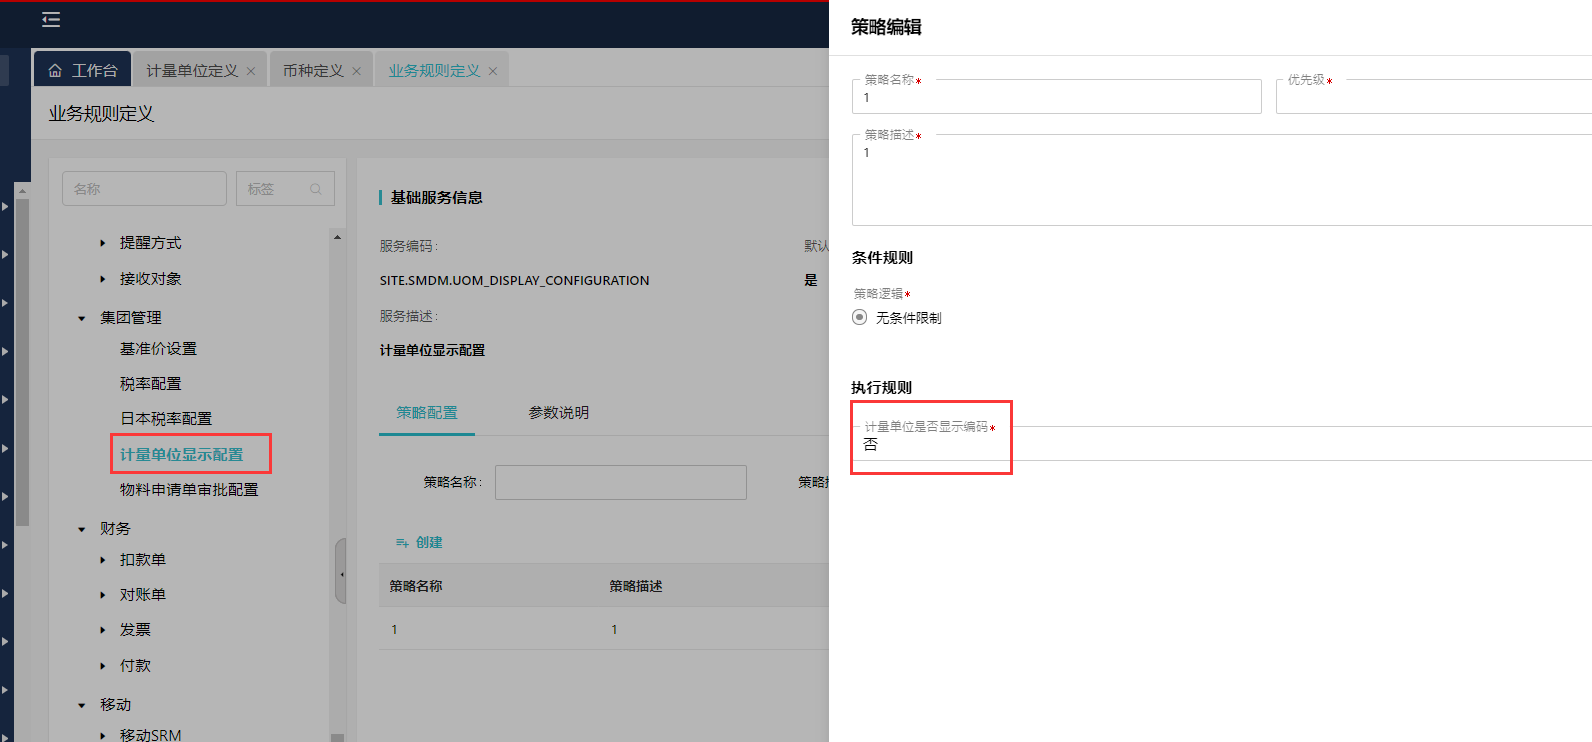 策略编辑
工作台
计量单位定义
币种定义
业务规则定义
业务规则定义
名称
标签
提醒方式
接收对象
集团管理
基准价设置
税率配置
日本税率配置
计量单位显示配置
物料申请单审批配置
财务
扣款单
对账单
发票
付款
移动
移动SRM
基础服务信息
服务编码:
默认
SITE.SMDM.UOM_DISPLAY_CONFIGURATION
是
服务描述:
计量单位显示配置
策略配置
参数说明
策略名称:
策略
创建
策略名称
策略描述
1
1
策略名称*
1
优先级*
策略描述*
1
条件规则
策略逻辑*
无条件限制
执行规则
计量单位是否显示编码*
否